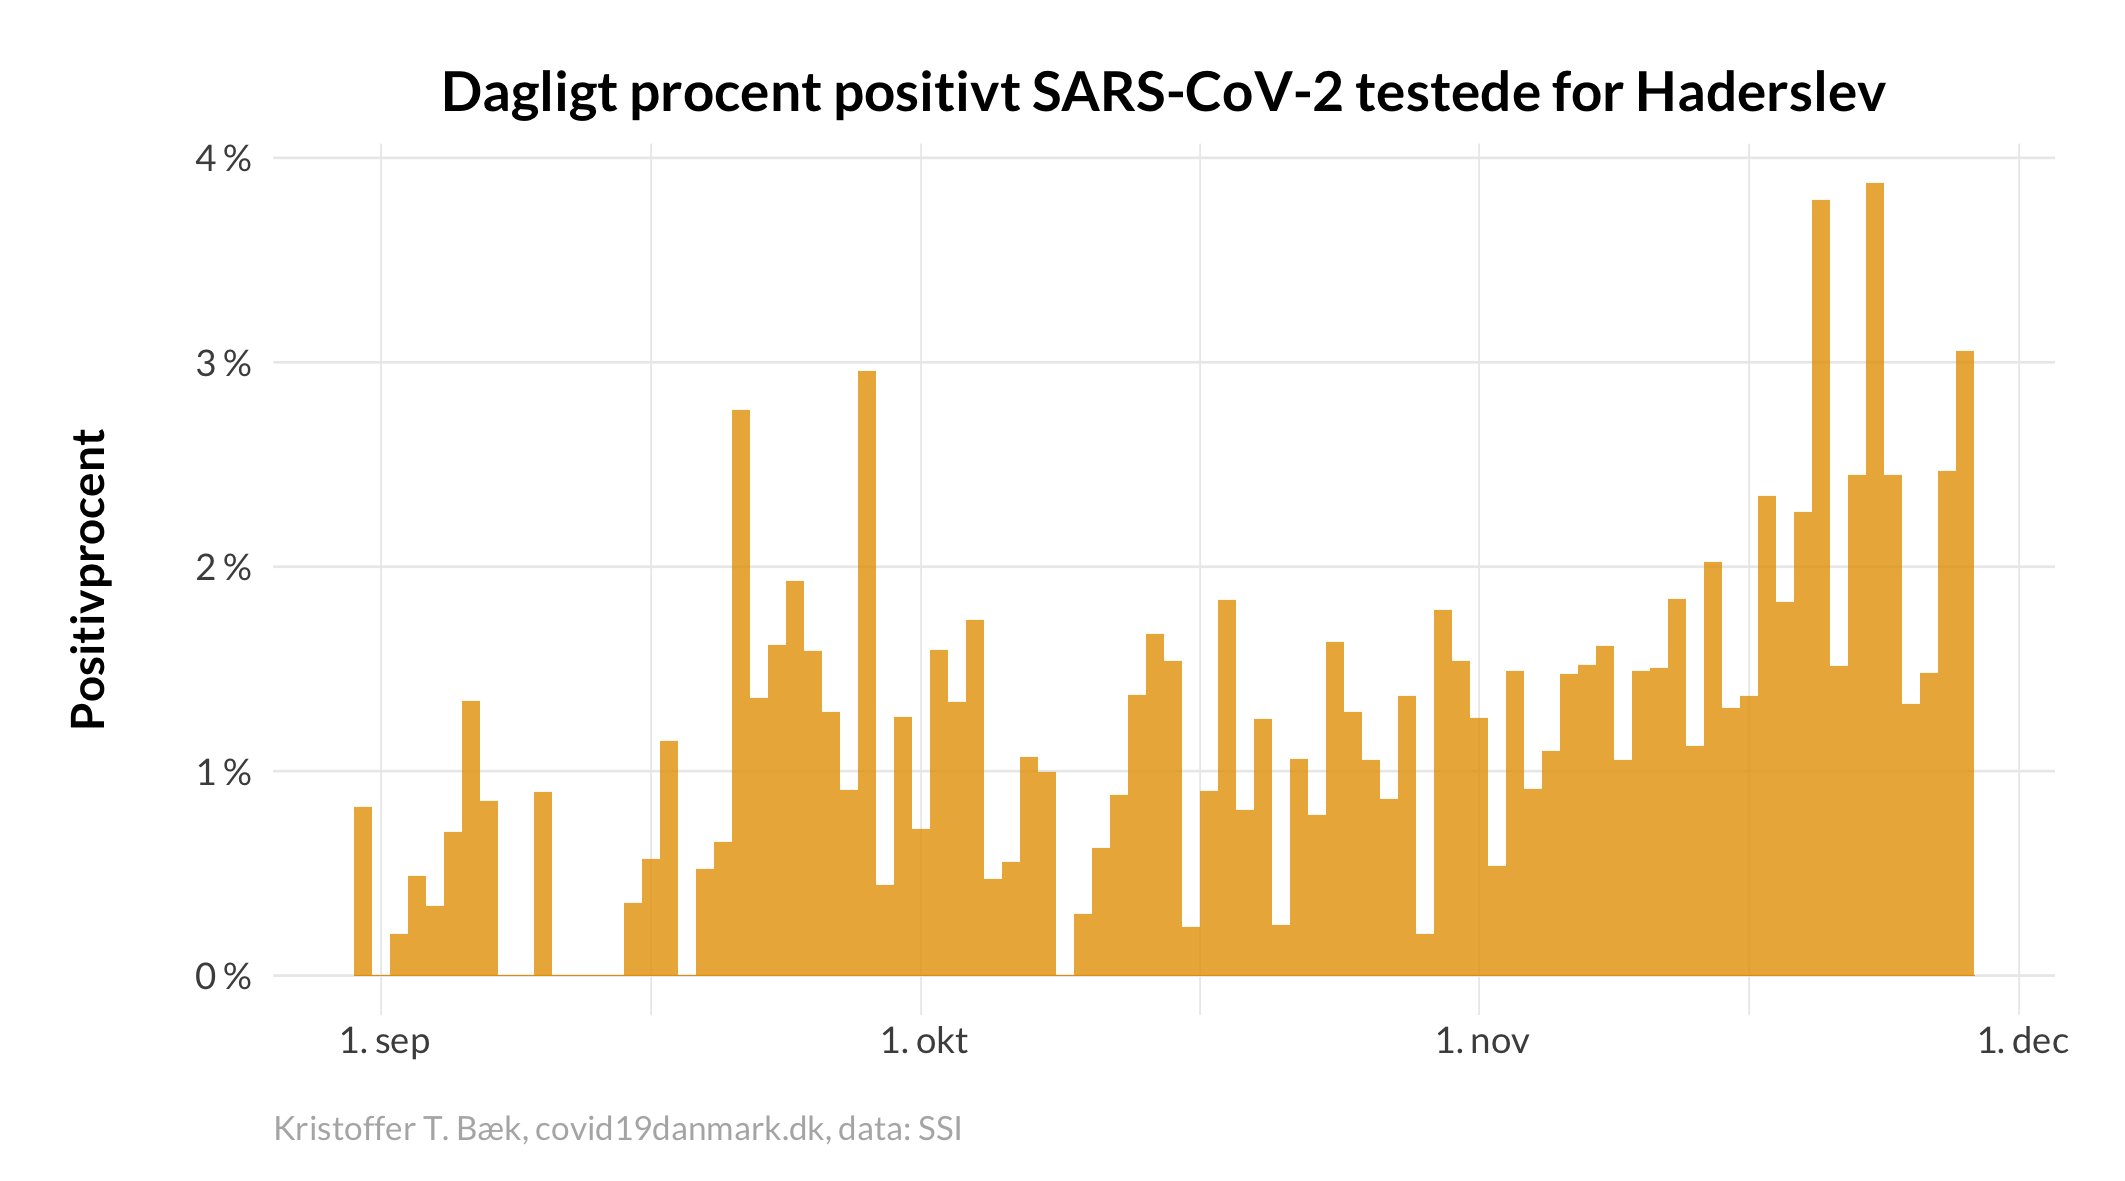 Dagligt procent positivt SARS-CoV-2 testede for Haderslev
Positivprocent
4 %
3 %
2 %
1 %
0 %
1. sep
1. okt
1. nov
1. dec
Kristoffer T. Bæk, covid19danmark.dk, data: SSI